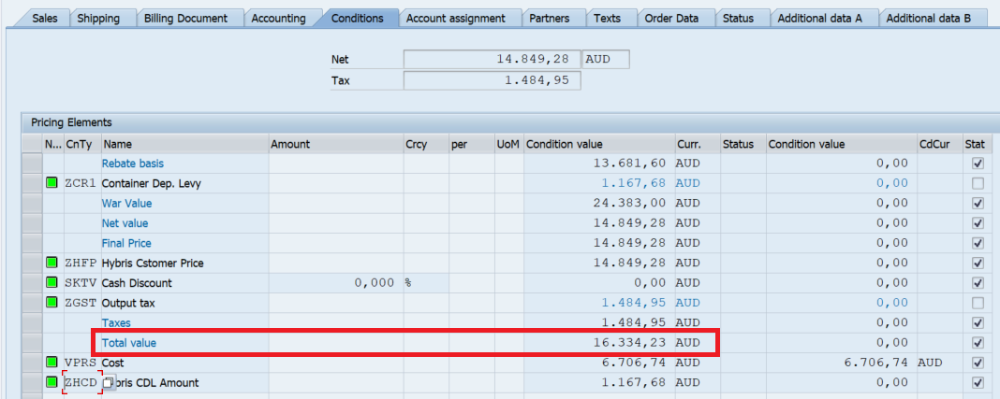 Sales Shipping Billing Document Accounting Conditions Account assignment Partners Texts Order Data Status Additional data A Additional data B
Net 14.849,28 AUD
Tax 1.484,95
Pricing Elements
N... CnTy Name Amount Crcy per UoM Condition value Curr. Status Condition value CdCur Stat
Rebate basis 13.681,60 AUD 0,00
ZCR1 Container Dep. Levy 1.167,68 AUD 0,00
War Value 24.383,00 AUD 0,00
Net value 14.849,28 AUD 0,00
Final Price 14.849,28 AUD 0,00
ZHFP Hybris Cstomer Price 14.849,28 AUD 0,00
SKTV Cash Discount 0,000 % 0,00 AUD 0,00
ZGST Output tax 1.484,95 AUD 0,00
Taxes 1.484,95 AUD 0,00
Total value 16.334,23 AUD 0,00
VPRS Cost 6.706,74 AUD 6.706,74 AUD
ZHCD bris CDL Amount 1.167,68 AUD 0,00